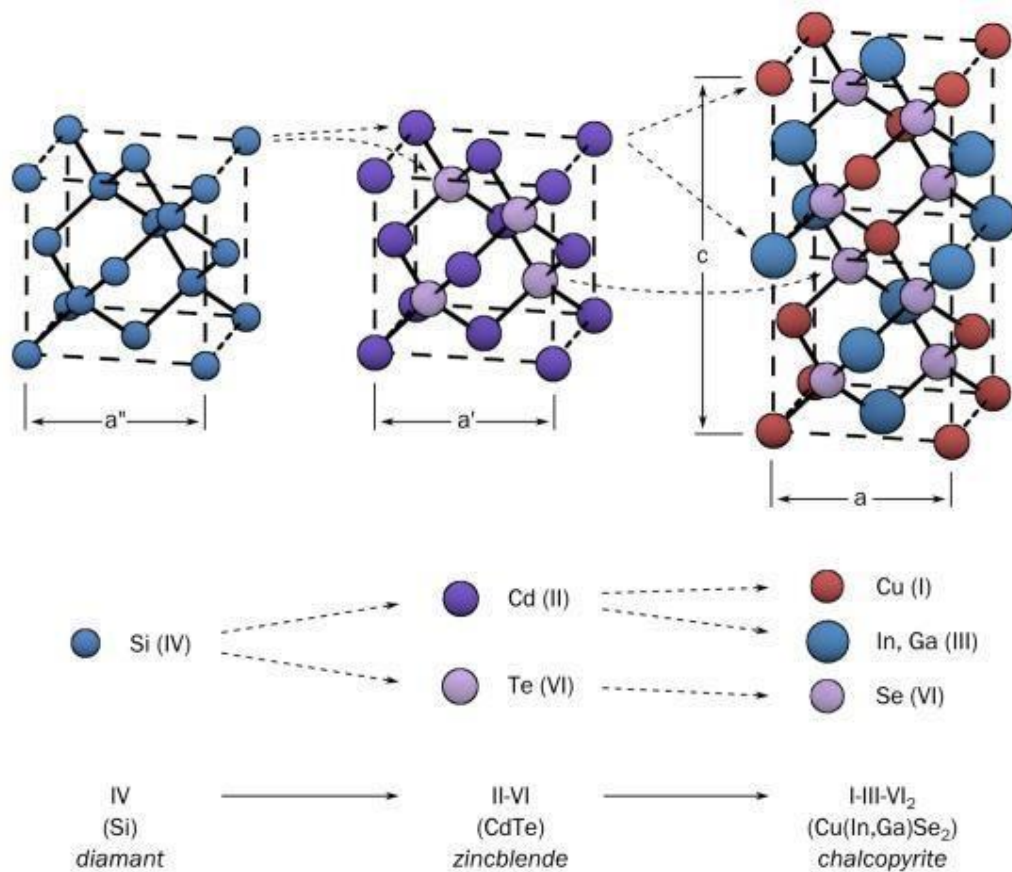 c
a"
a'
a
Si (IV)
Cd (II)
Te (VI)
Cu (I)
In, Ga (III)
Se (VI)
IV
(Si)
diamant
II-VI
(CdTe)
zincblende
I-III-VI₂
(Cu(In,Ga)Se₂)
chalcopyrite